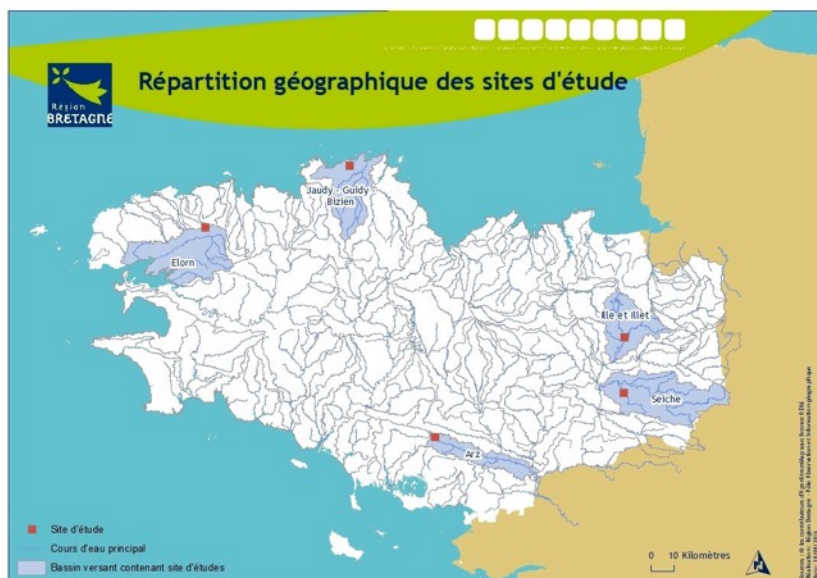 Répartition géographique des sites d'étude
Région
BRETAGNE
Jaudy - Guidy -
Bizien
Elorn
Ille et Illet
Seiche
Arz
Site d'étude
Cours d'eau principal
Bassin versant contenant site d'études
0 10 Kilomètres